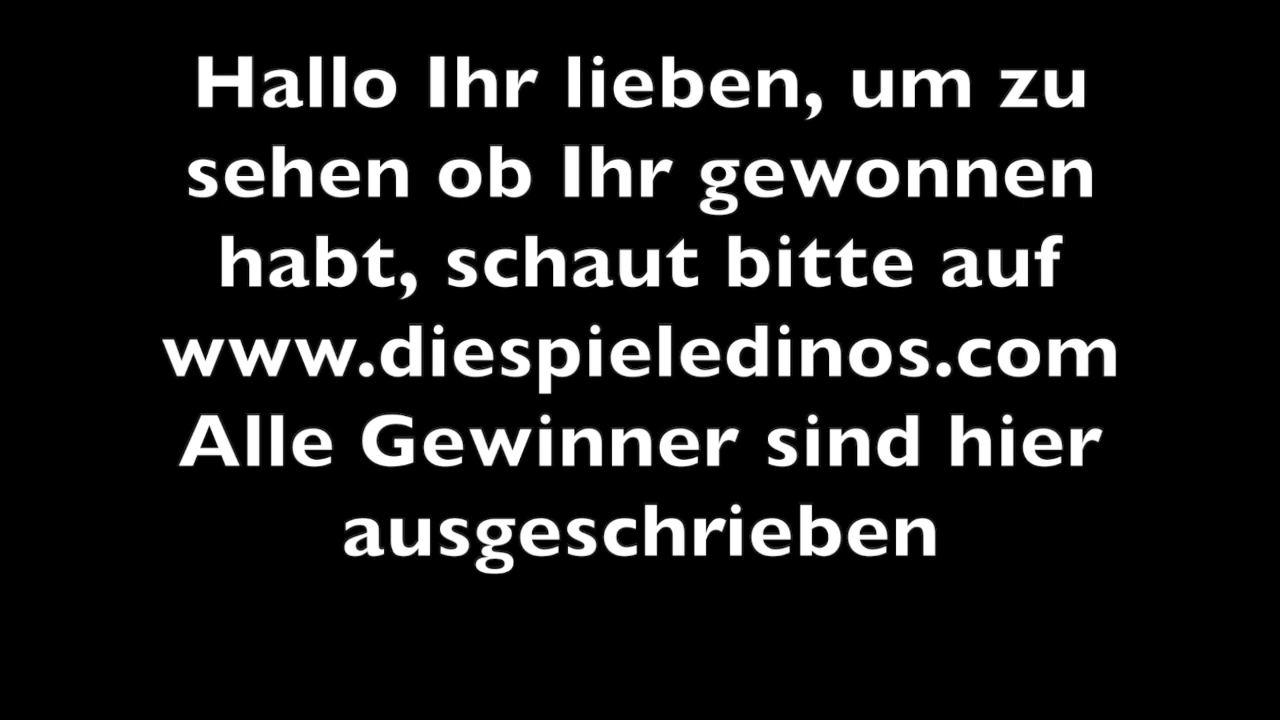 Hallo Ihr lieben, um zu
sehen ob Ihr gewonnen
habt, schaut bitte auf
www.diespieledinos.com
Alle Gewinner sind hier
ausgeschrieben